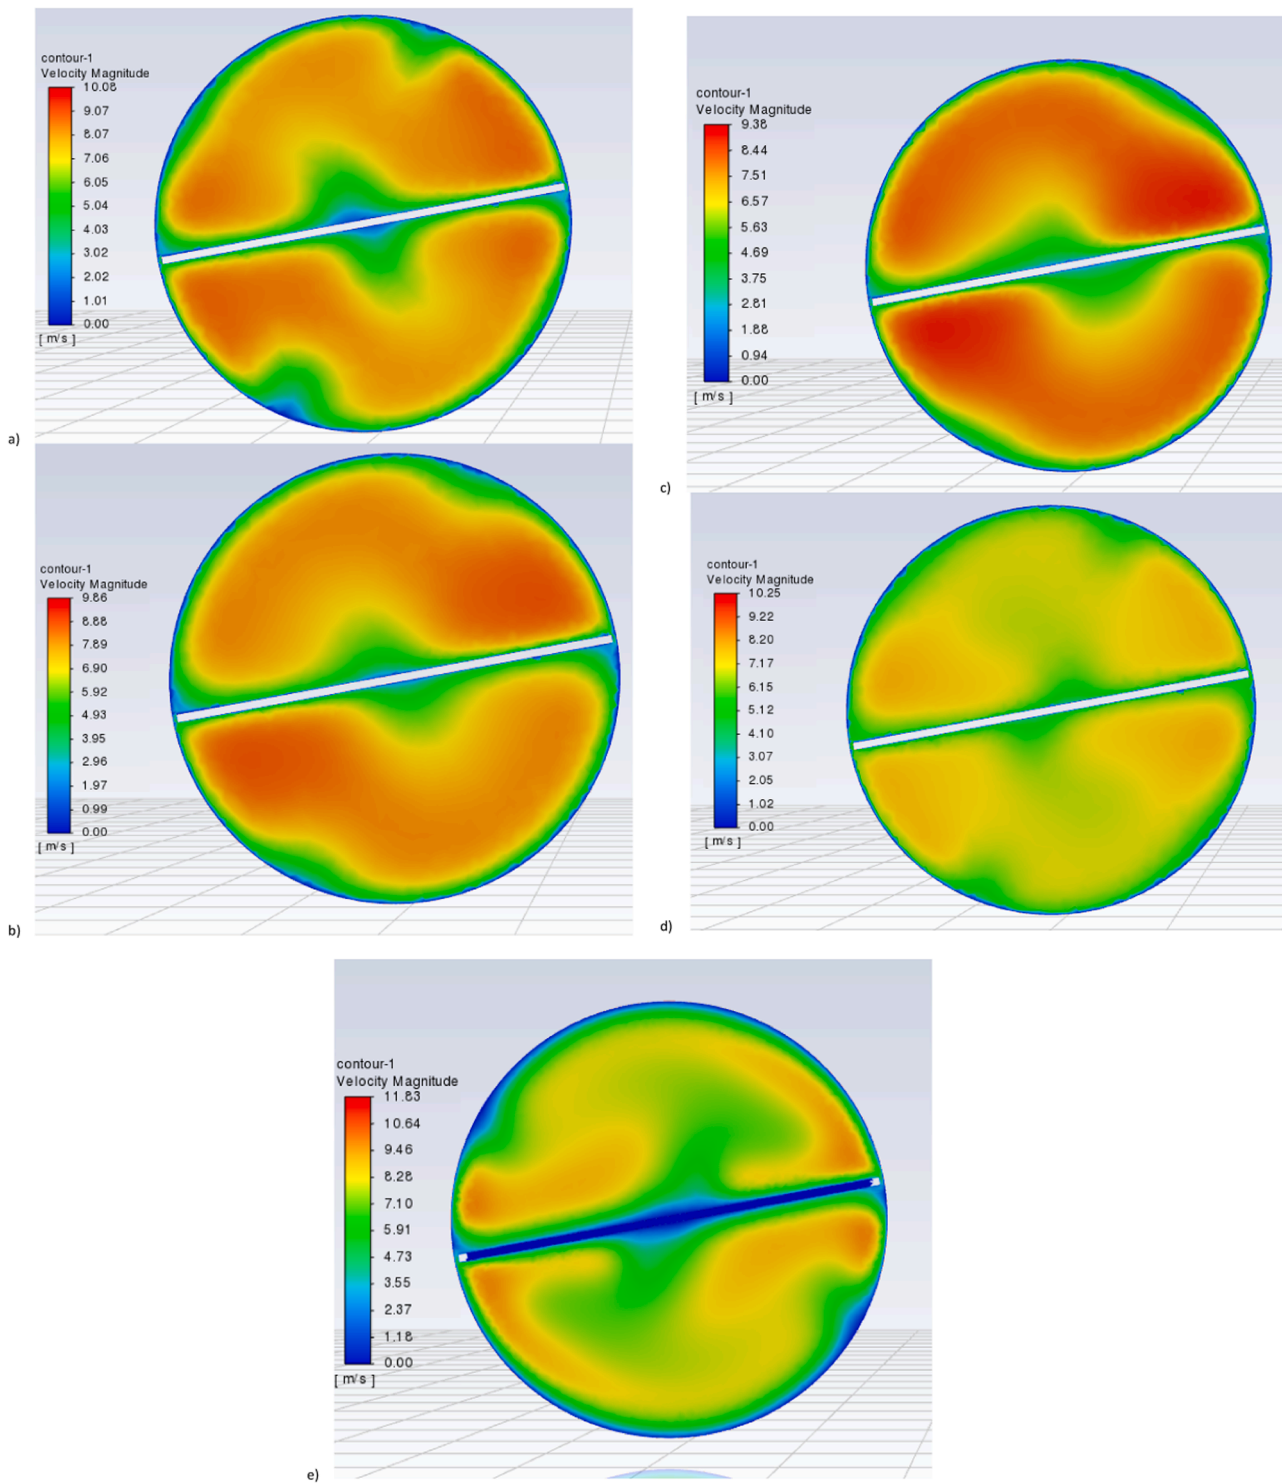 contour-1
Velocity Magnitude
10.08
9.07
8.07
7.06
6.05
5.04
4.03
3.02
2.02
1.01
0.00
[ m/s ]
a)
contour-1
Velocity Magnitude
9.86
8.88
7.89
6.90
5.92
4.93
3.95
2.96
1.97
0.99
0.00
[ m/s ]
b)
contour-1
Velocity Magnitude
9.38
8.44
7.51
6.57
5.63
4.69
3.75
2.81
1.88
0.94
0.00
[ m/s ]
c)
contour-1
Velocity Magnitude
10.25
9.22
8.20
7.17
6.15
5.12
4.10
3.07
2.05
1.02
0.00
[ m/s ]
d)
contour-1
Velocity Magnitude
11.83
10.64
9.46
8.28
7.10
5.91
4.73
3.55
2.37
1.18
0.00
[ m/s ]
e)